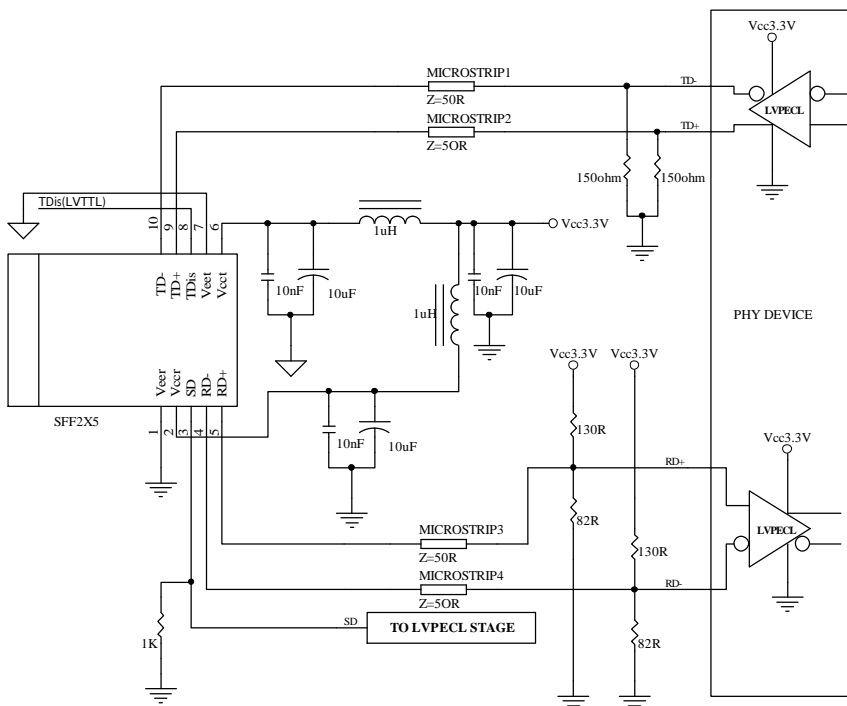 Vcc3.3V
MICROSTRIP1
TD-
Z=50R
LVPECL
MICROSTRIP2
TD+
Z=5OR
150ohm
150ohm
TDis(LVTTL)
10
9
8
7
6
1uH
Vcc3.3V
TD-
TD+
TDis
Veet
Vcct
10nF
10uF
10nF
10uF
1uH
PHY DEVICE
Veer
Vccr
SD
RD-
RD+
Vcc3.3V
Vcc3.3V
SFF2X5
1
2
3
4
5
10nF
10uF
130R
Vcc3.3V
RD+
82R
LVPECL
MICROSTRIP3
Z=50R
130R
MICROSTRIP4
RD-
Z=5OR
SD
TO LVPECL STAGE
1K
82R